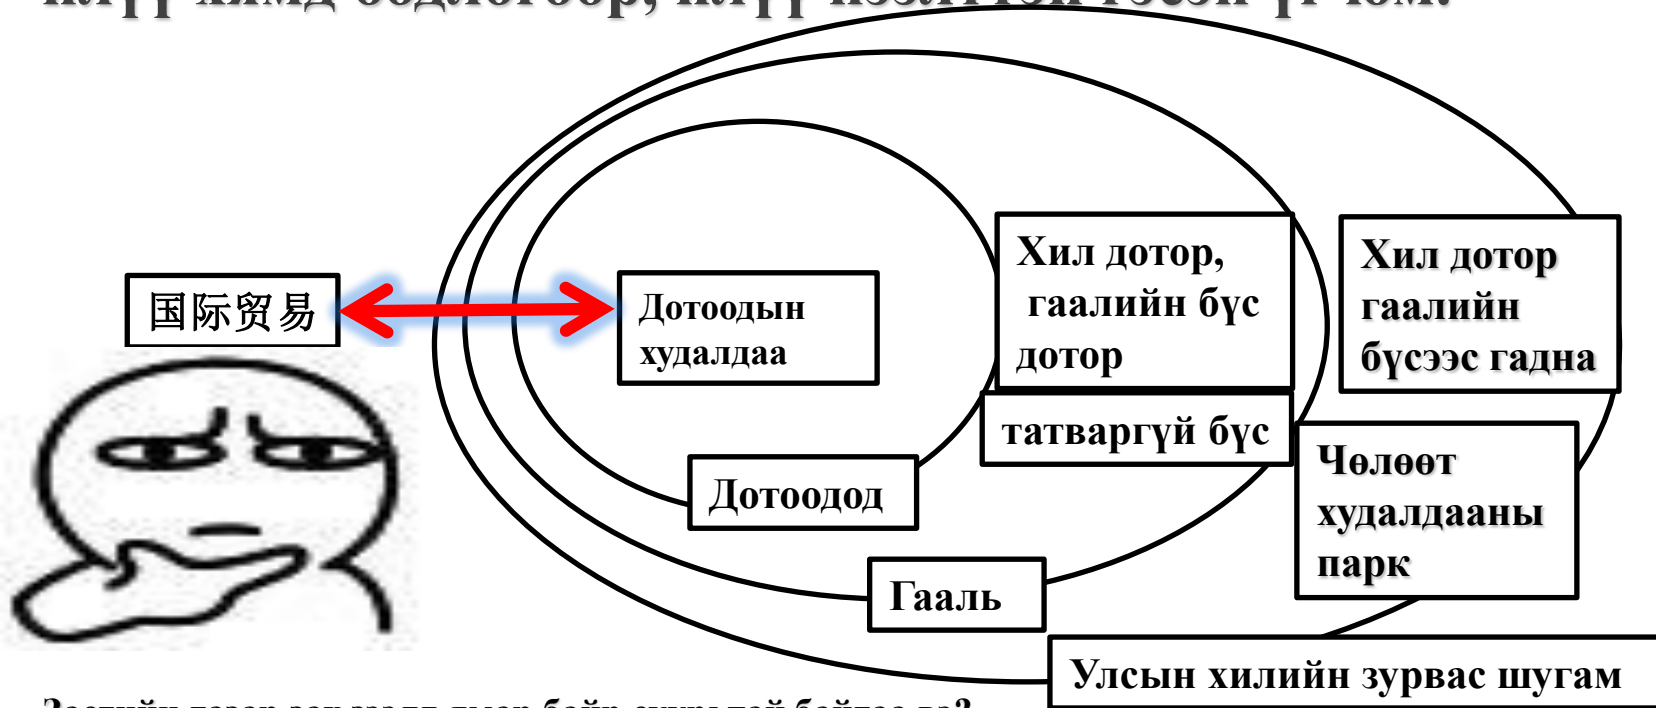 国际贸易
Дотоодын
худалдаа
Хил дотор,
гаалийн бүс
дотор
татваргүй бүс
Хил дотор
гаалийн
бүсээс гадна
Чөлөөт
худалдааны
парк
Дотоодод
Гааль
Улсын хилийн зурвас шугам